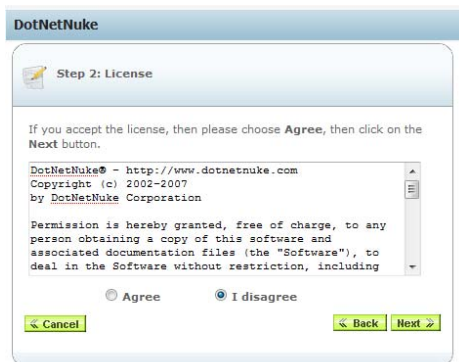 DotNetNuke
Step 2: License
If you accept the license, then please choose Agree, then click on the
Next button.
DotNetNuke® - http://www.dotnetnuke.com
Copyright (c) 2002-2007
by DotNetNuke Corporation
Permission is hereby granted, free of charge, to any
person obtaining a copy of this software and
associated documentation files (the "Software"), to
deal in the Software without restriction, including
Agree I disagree
Cancel Back Next